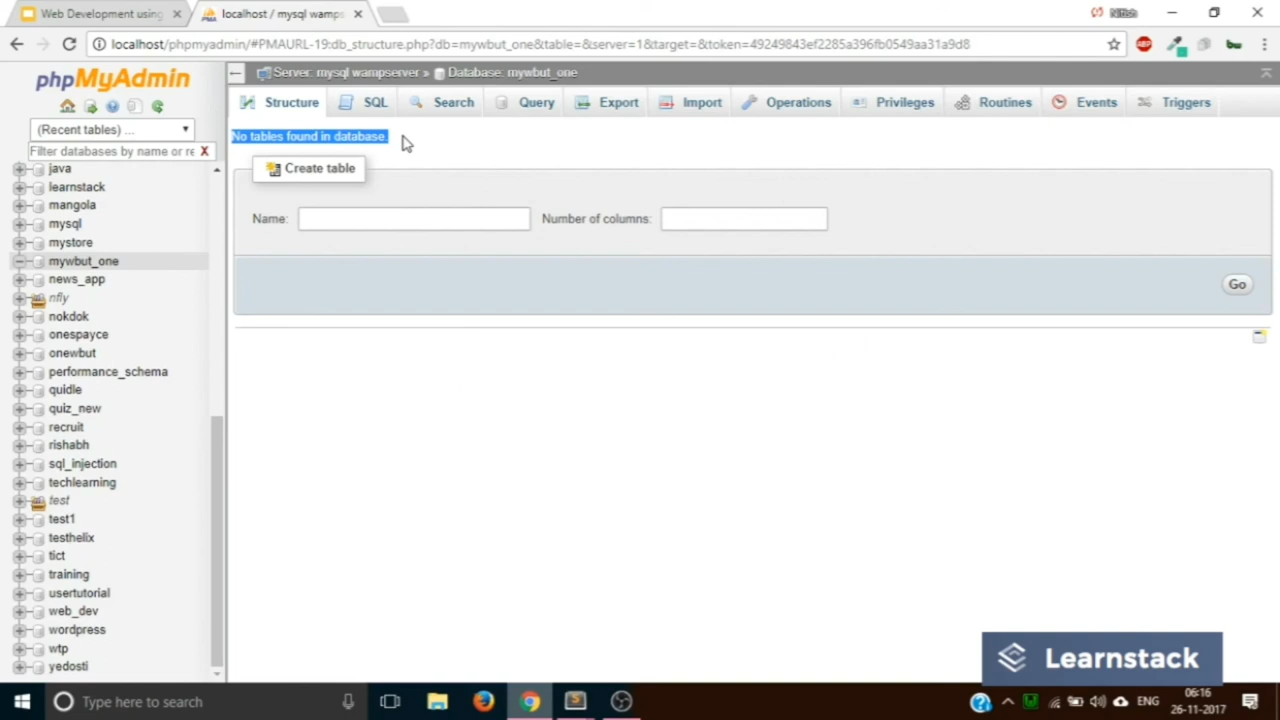 Web Development using
localhost / mysql wamps
Nitish
localhost/phpmyadmin/#PMAURL-19:db_structure.php?db=mywbut_one&table=&server=1&target=&token=49249843ef2285a396fb0549aa31a9d8
ABP
phpMyAdmin
Server: mysql wampserver » Database: mywbut_one
Structure SQL Search Query Export Import Operations Privileges Routines Events Triggers
(Recent tables) ...
Filter databases by name or re X
No tables found in database.
Create table
Name: Number of columns:
Go
java
learnstack
mangola
mysql
mystore
mywbut_one
news_app
nfly
nokdok
onespayce
onewbut
performance_schema
quidle
quiz_new
recruit
rishabh
sql_injection
techlearning
test
test1
testhelix
tict
training
usertutorial
web_dev
wordpress
wtp
yedosti
Learnstack
Type here to search
ENG
06:16
26-11-2017